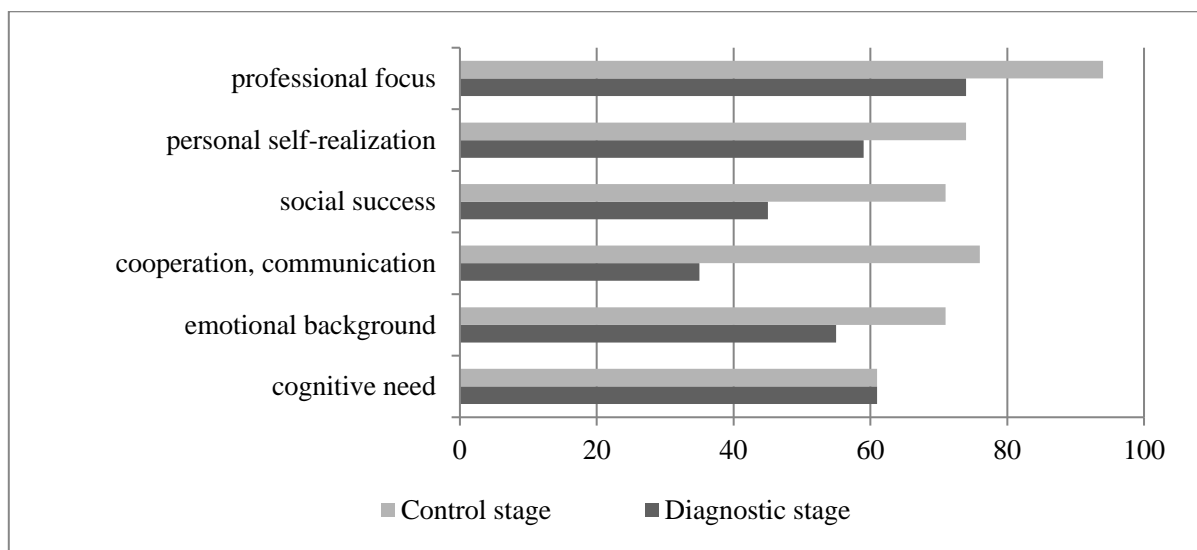 professional focus
personal self-realization
social success
cooperation, communication
emotional background
cognitive need
0 20 40 60 80 100
Control stage Diagnostic stage